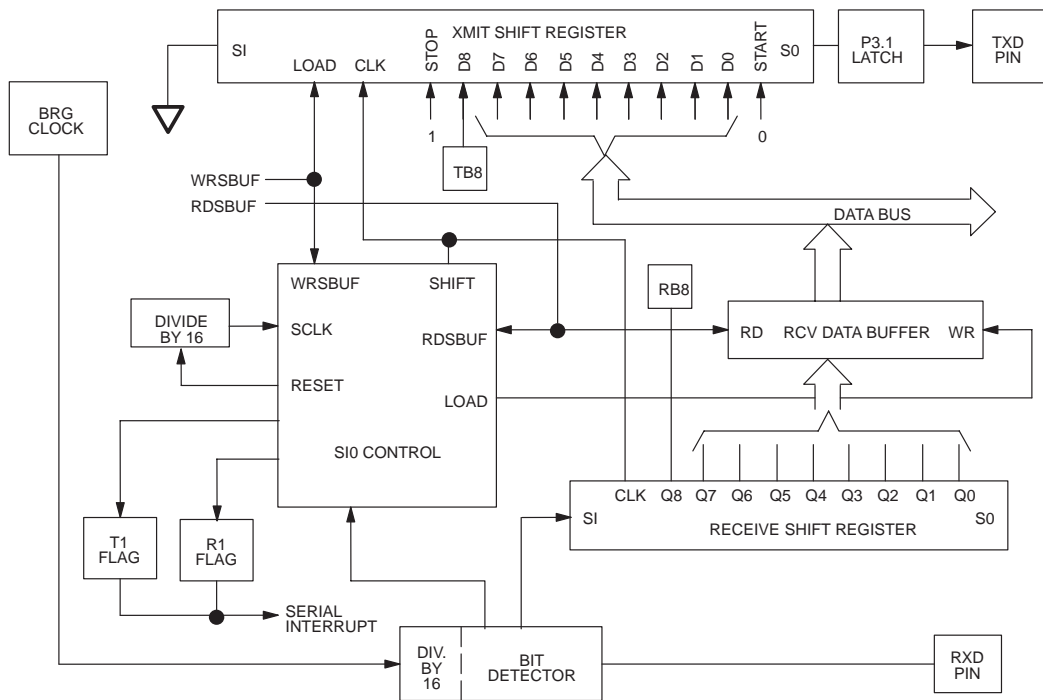 XMIT SHIFT REGISTER
SI
S0
LOAD
CLK
STOP
D8
D7
D6
D5
D4
D3
D2
D1
D0
START
P3.1
LATCH
TXD
PIN
BRG
CLOCK
1
0
TB8
WRSBUF
RDSBUF
DATA BUS
WRSBUF
SHIFT
RB8
DIVIDE
BY 16
SCLK
RDSBUF
RD
RCV DATA BUFFER
WR
RESET
LOAD
SI0 CONTROL
CLK
Q8
Q7
Q6
Q5
Q4
Q3
Q2
Q1
Q0
SI
S0
RECEIVE SHIFT REGISTER
T1
FLAG
R1
FLAG
SERIAL
INTERRUPT
DIV.
BY
16
BIT
DETECTOR
RXD
PIN